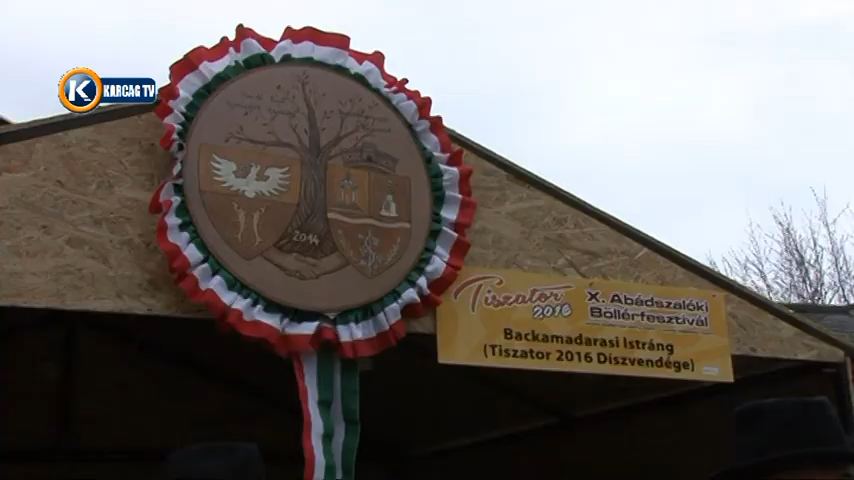 K KARCAG TV
2014
Tiszator
2016
X. Abádszalóki
Böllérfesztivál
Backamadarasi Istráng
(Tiszator 2016 Díszvendége)